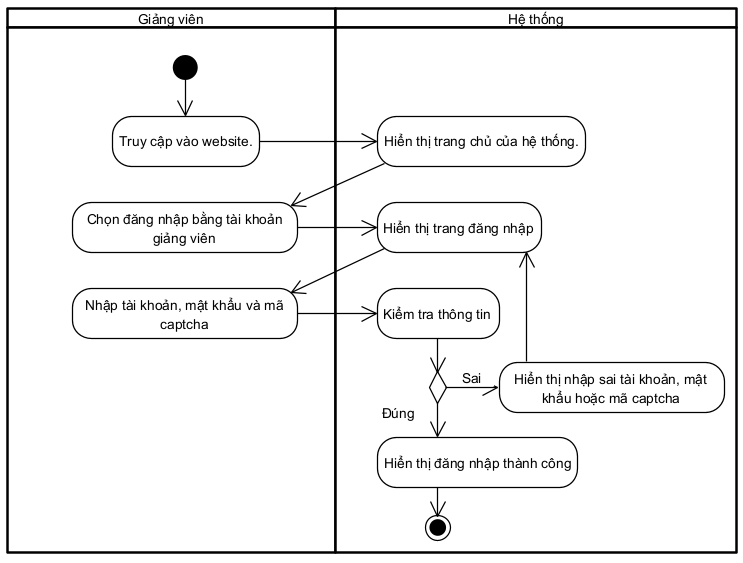 Giảng viên
Hệ thống
Truy cập vào website.
Hiển thị trang chủ của hệ thống.
Chọn đăng nhập bằng tài khoản
giảng viên
Hiển thị trang đăng nhập
Nhập tài khoản, mật khẩu và mã
captcha
Kiểm tra thông tin
Sai
Hiển thị nhập sai tài khoản, mật
khẩu hoặc mã captcha
Đúng
Hiển thị đăng nhập thành công